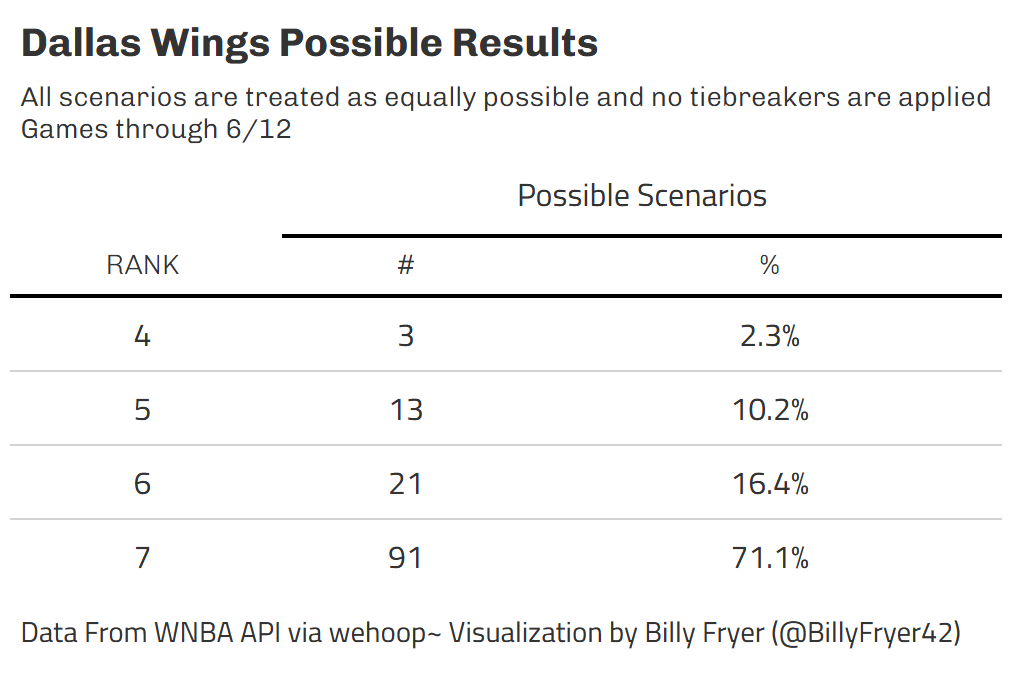 Dallas Wings Possible Results
All scenarios are treated as equally possible and no tiebreakers are applied
Games through 6/12
Possible Scenarios
RANK # %
4 3 2.3%
5 13 10.2%
6 21 16.4%
7 91 71.1%
Data From WNBA API via wehoop~ Visualization by Billy Fryer (@BillyFryer42)